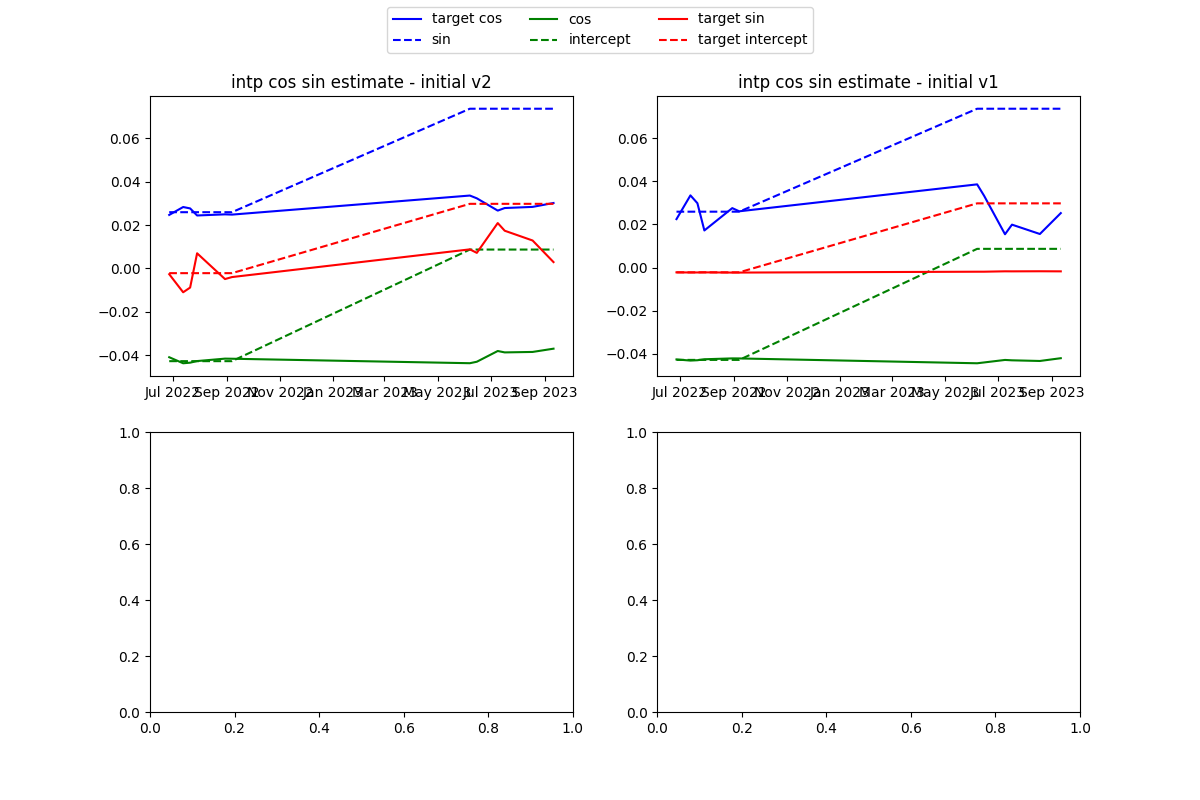 target cos cos target sin
sin intercept target intercept
intp cos sin estimate - initial v2 intp cos sin estimate - initial v1
0.06 0.06
0.04 0.04
0.02 0.02
0.00 0.00
−0.02 −0.02
−0.04 −0.04
Jul 2022 Sep 2022 Nov 2022 Jan 2023 Mar 2023 May 2023 Jul 2023 Sep 2023 Jul 2022 Sep 2022 Nov 2022 Jan 2023 Mar 2023 May 2023 Jul 2023 Sep 2023
1.0 1.0
0.8 0.8
0.6 0.6
0.4 0.4
0.2 0.2
0.0 0.0
0.0 0.2 0.4 0.6 0.8 1.0 0.0 0.2 0.4 0.6 0.8 1.0